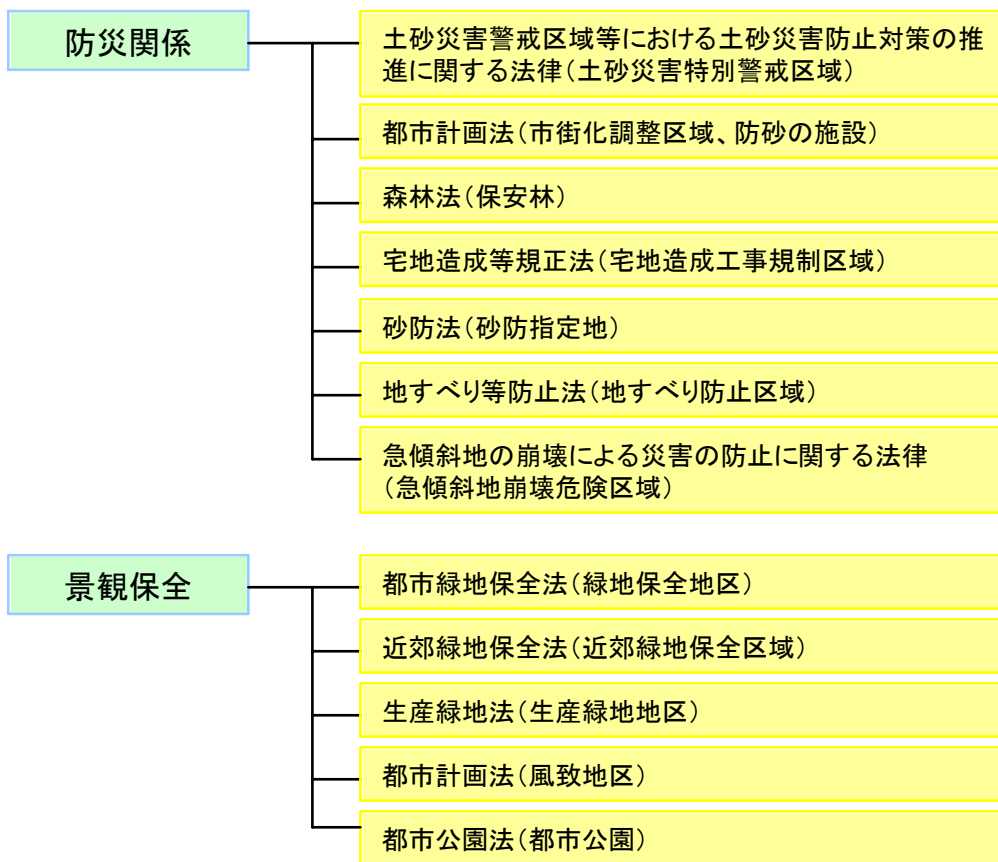 防災関係
土砂災害警戒区域等における土砂災害防止対策の推
進に関する法律（土砂災害特別警戒区域）
都市計画法（市街化調整区域、防砂の施設）
森林法（保安林）
宅地造成等規正法（宅地造成工事規制区域）
砂防法（砂防指定地）
地すべり等防止法（地すべり防止区域）
急傾斜地の崩壊による災害の防止に関する法律
（急傾斜地崩壊危険区域）
景観保全
都市緑地保全法（緑地保全地区）
近郊緑地保全法（近郊緑地保全区域）
生産緑地法（生産緑地地区）
都市計画法（風致地区）
都市公園法（都市公園）